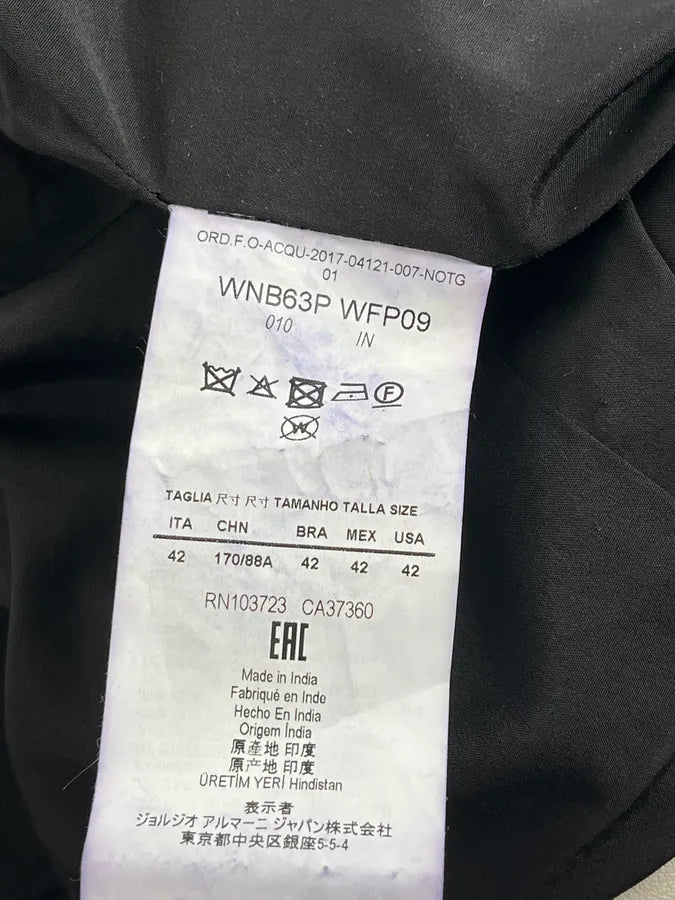 ORD.F.O-ACQU-2017-04121-007-NOTG
01
WNB63P WFP09
010 IN
F
W
TAGLIA 尺寸 尺寸 TAMANHO TALLA SIZE
ITA CHN BRA MEX USA
42 170/88A 42 42 42
RN103723 CA37360
EAC
Made in India
Fabriqué en Inde
Hecho En India
Origem Índia
原産地 印度
原产地 印度
ÜRETİM YERİ Hindistan
表示者
ジョルジオ アルマーニ ジャパン株式会社
東京都中央区銀座5-5-4